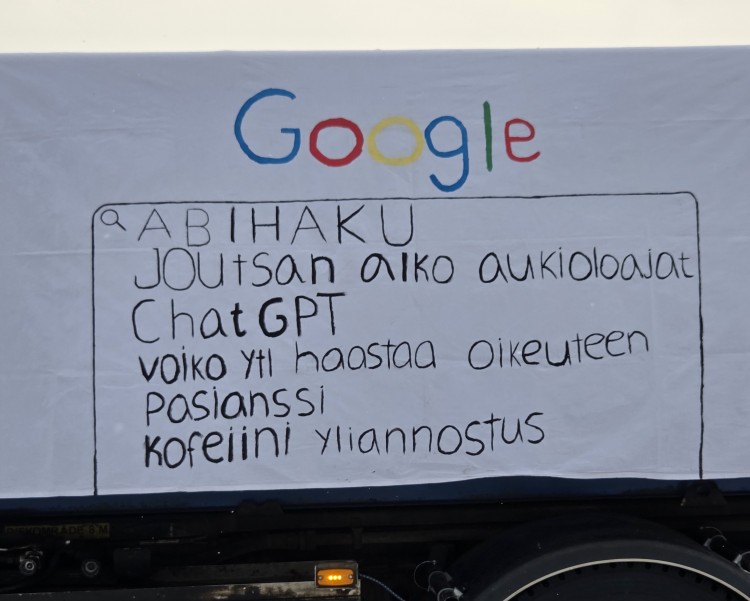 Google
ABIHAKU
JOUtsan alko aukioloajat
ChatGPT
voiko ytl haastaa oikeuteen
pasianssi
kofeiini yliannostus